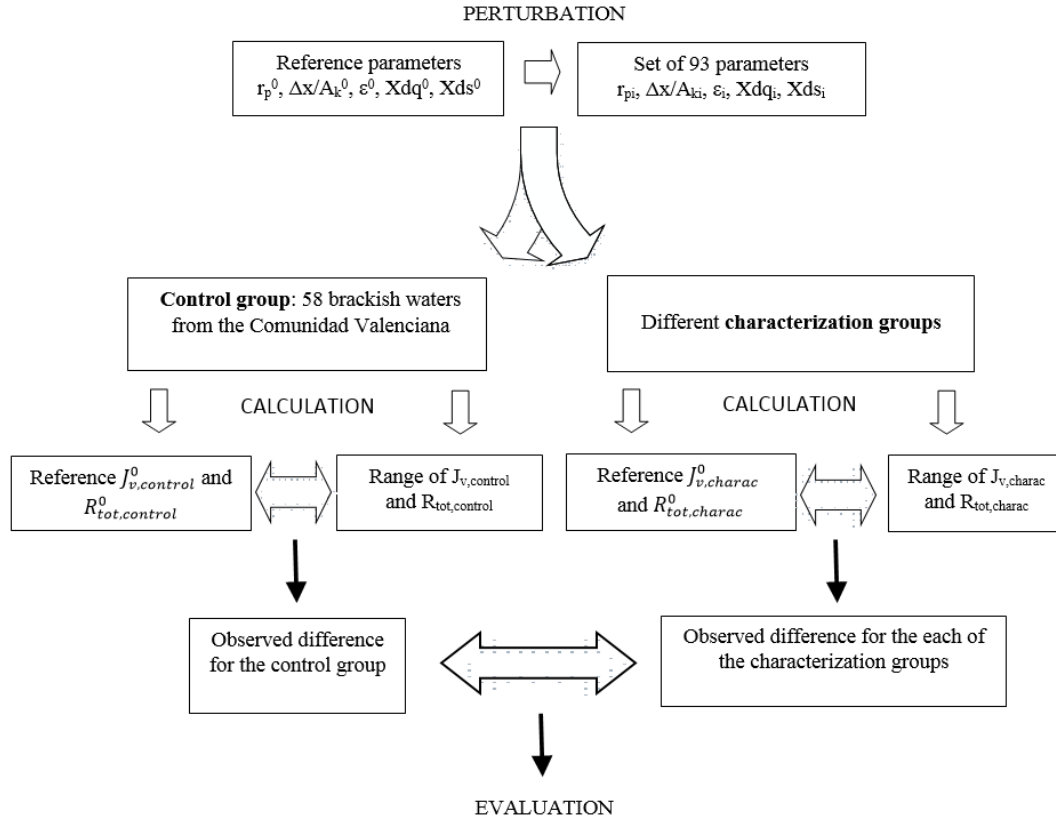 PERTURBATION
Reference parameters
rₚ⁰, Δx/Aₖ⁰, ε⁰, Xdq⁰, Xds⁰
Set of 93 parameters
rₚᵢ, Δx/Aₖᵢ, εᵢ, Xdqᵢ, Xdsᵢ
Control group: 58 brackish waters
from the Comunidad Valenciana
Different characterization groups
CALCULATION
CALCULATION
Reference J⁰v,control and
R⁰tot,control
Range of Jv,control
and Rtot,control
Reference J⁰v,charac
and R⁰tot,charac
Range of Jv,charac
and Rtot,charac
Observed difference
for the control group
Observed difference for the each of
the characterization groups
EVALUATION